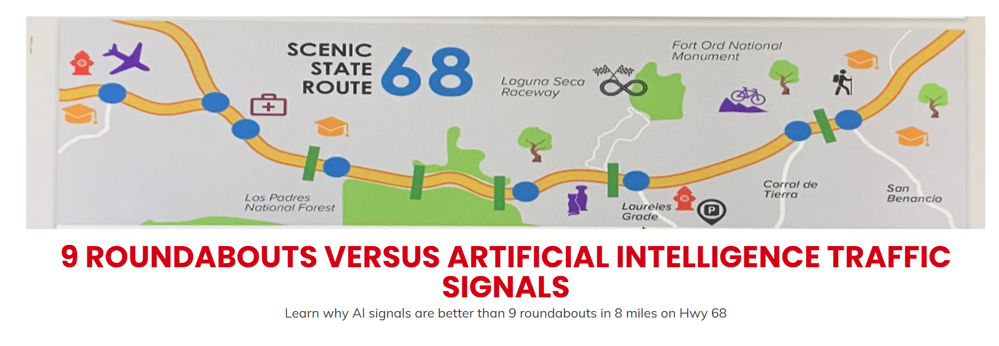 SCENIC
STATE
ROUTE
68
Laguna Seca
Raceway
Fort Ord National
Monument
Los Padres
National Forest
Laureles
Grade
P
Corral de
Tierra
San
Benancio
9 ROUNDABOUTS VERSUS ARTIFICIAL INTELLIGENCE TRAFFIC
SIGNALS
Learn why AI signals are better than 9 roundabouts in 8 miles on Hwy 68